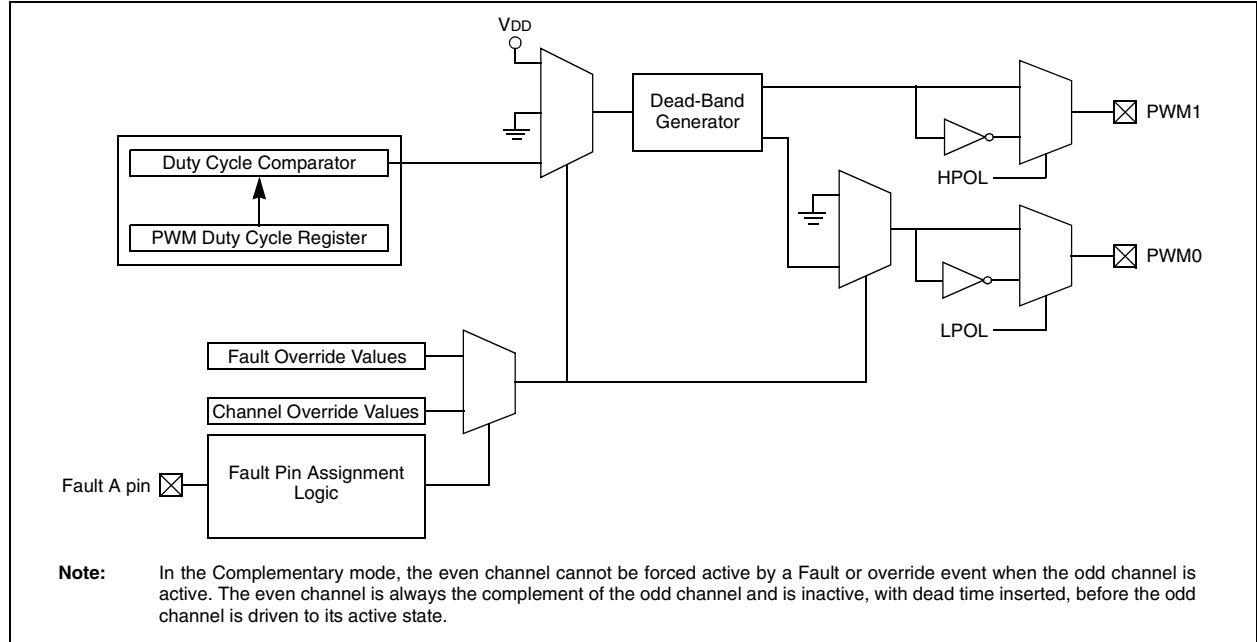 VDD
Dead-Band
Generator
PWM1
HPOL
Duty Cycle Comparator
PWM Duty Cycle Register
PWM0
LPOL
Fault Override Values
Channel Override Values
Fault A pin
Fault Pin Assignment
Logic
Note: In the Complementary mode, the even channel cannot be forced active by a Fault or override event when the odd channel is
active. The even channel is always the complement of the odd channel and is inactive, with dead time inserted, before the odd
channel is driven to its active state.